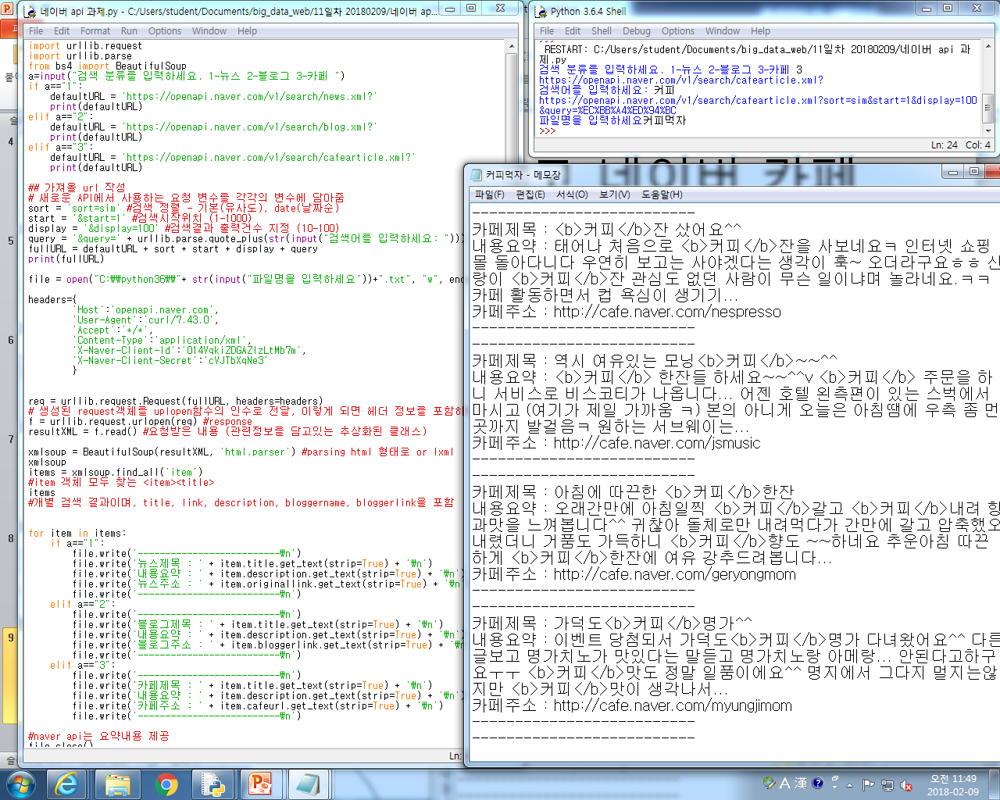 네이버 api 과제.py - C:/Users/student/Documents/big_data_web/11일차 20180209/네이버 ap...
File Edit Format Run Options Window Help
import urllib.request
import urllib.parse
from bs4 import BeautifulSoup
a=input("검색 분류를 입력하세요. 1-뉴스 2-블로그 3-카페 ")
if a=="1":
defaultURL = 'https://openapi.naver.com/v1/search/news.xml?'
print(defaultURL)
elif a=="2":
defaultURL = 'https://openapi.naver.com/v1/search/blog.xml?'
print(defaultURL)
elif a=="3":
defaultURL = 'https://openapi.naver.com/v1/search/cafearticle.xml?'
print(defaultURL)
## 가져올 url 작성
# 새로운 API에서 사용하는 요청 변수를 각각의 변수에 담아줌
sort = 'sort=sim' #검색 정렬 - 기본(유사도), date(날짜순)
start = '&start=1' #검색시작위치 (1-1000)
display = '&display=100' #검색결과 출력건수 지정 (10-100)
query = '&query=' + urllib.parse.quote_plus(str(input("검색어를 입력하세요: ")))
fullURL = defaultURL + sort + start + display + query
print(fullURL)
file = open("C:₩₩python36₩₩"+ str(input("파일명을 입력하세요"))+".txt", "w", enc
headers={
'Host':'openapi.naver.com',
'User-Agent':'curl/7.43.0',
'Accept':'*/*',
'Content-Type':'application/xml',
'X-Naver-Client-Id':'O14VqkiZDGAZIzLtMb7m',
'X-Naver-Client-Secret':'cVJTbXqNe3'
}
req = urllib.request.Request(fullURL, headers=headers)
# 생성된 request객체를 uplopen함수의 인수로 전달, 이렇게 되면 헤더 정보를 포함하
f = urllib.request.urlopen(req) #response
resultXML = f.read() #요청받은 내용 (관련정보를 담고있는 추상화된 클래스)
xmlsoup = BeautifulSoup(resultXML, 'html.parser') #parsing html 형태로 or lxml
xmlsoup
items = xmlsoup.find_all('item')
#item 객체 모두 찾는 <item><title>
items
#개별 검색 결과이며, title, link, description, bloggername, bloggerlink을 포함
for item in items:
if a=="1":
file.write('--------------------------₩n')
file.write('뉴스제목 : ' + item.title.get_text(strip=True) + '₩n')
file.write('내용요약 : ' + item.description.get_text(strip=True) + '₩n'
file.write('뉴스주소 : ' + item.originallink.get_text(strip=True) + '₩n
file.write('--------------------------₩n')
elif a=="2":
file.write('--------------------------₩n')
file.write('블로그제목 : ' + item.title.get_text(strip=True) + '₩n')
file.write('내용요약 : ' + item.description.get_text(strip=True) + '₩n'
file.write('블로그주소 : ' + item.bloggerlink.get_text(strip=True) + '₩n
file.write('--------------------------₩n')
elif a=="3":
file.write('--------------------------₩n')
file.write('카페제목 : ' + item.title.get_text(strip=True) + '₩n')
file.write('내용요약 : ' + item.description.get_text(strip=True) + '₩n'
file.write('카페주소 : ' + item.cafeurl.get_text(strip=True) + '₩n')
file.write('--------------------------₩n')
#naver api는 요약내용 제공
file.close()
Ln:
4
5
6
7
8
9
Python 3.6.4 Shell
File Edit Shell Debug Options Window Help
RESTART: C:/Users/student/Documents/big_data_web/11일차 20180209/네이버 api 과
제.py
검색 분류를 입력하세요. 1-뉴스 2-블로그 3-카페 3
https://openapi.naver.com/v1/search/cafearticle.xml?
검색어를 입력하세요: 커피
https://openapi.naver.com/v1/search/cafearticle.xml?sort=sim&start=1&display=100
&query=%EC%BB%A4%ED%94%BC
파일명을 입력하세요커피먹자
>>>
Ln: 24 Col: 4
커피먹자 - 메모장
파일(F) 편집(E) 서식(O) 보기(V) 도움말(H)
--------------------------
카페제목 : <b>커피</b>잔 샀어요^^
내용요약 : 태어나 처음으로 <b>커피</b>잔을 사보네요ㅋ 인터넷 쇼핑
몰 돌아다니다 우연히 보고는 사야겠다는 생각이 훅~ 오더라구요ㅎㅎ 신
랑이 <b>커피</b>잔 관심도 없던 사람이 무슨 일이냐며 놀라네요.ㅋㅋ
카페 활동하면서 컵 욕심이 생기기...
카페주소 : http://cafe.naver.com/nespresso
--------------------------
--------------------------
카페제목 : 역시 여유있는 모닝<b>커피</b>~~^^
내용요약 : <b>커피</b> 한잔들 하세요~~^^v <b>커피</b> 주문을 하
니 서비스로 비스코티가 나옵니다... 어젠 호텔 왼측편이 있는 스벅에서
마시고 (여기가 제일 가까움 ㅋ) 본의 아니게 오늘은 아침땜에 우측 좀 먼
곳까지 발걸음ㅋ 원하는 서브웨이는...
카페주소 : http://cafe.naver.com/jsmusic
--------------------------
--------------------------
카페제목 : 아침에 따끈한 <b>커피</b>한잔
내용요약 : 오래간만에 아침일찍 <b>커피</b>갈고 <b>커피</b>내려 향
과맛을 느껴봅니다^^ 귀찮아 돌체로만 내려먹다가 간만에 갈고 압축했오
내렸더니 거품도 가득하니 <b>커피</b>향도 ~~하네요 추운아침 따끈
하게 <b>커피</b>한잔에 여유 강추드려봅니다...
카페주소 : http://cafe.naver.com/geryongmom
--------------------------
--------------------------
카페제목 : 가덕도<b>커피</b>명가^^
내용요약 : 이벤트 당첨되서 가덕도<b>커피</b>명가 다녀왔어요^^ 다른
글보고 명가치노가 맛있다는 말듣고 명가치노랑 아메랑... 안된다고하구
요ㅜㅜ <b>커피</b>맛도 정말 일품이에요^^ 명지에서 그다지 멀지는않
지만 <b>커피</b>맛이 생각나서...
카페주소 : http://cafe.naver.com/myungjimom
--------------------------
--------------------------
A 漢
오전 11:49
2018-02-09